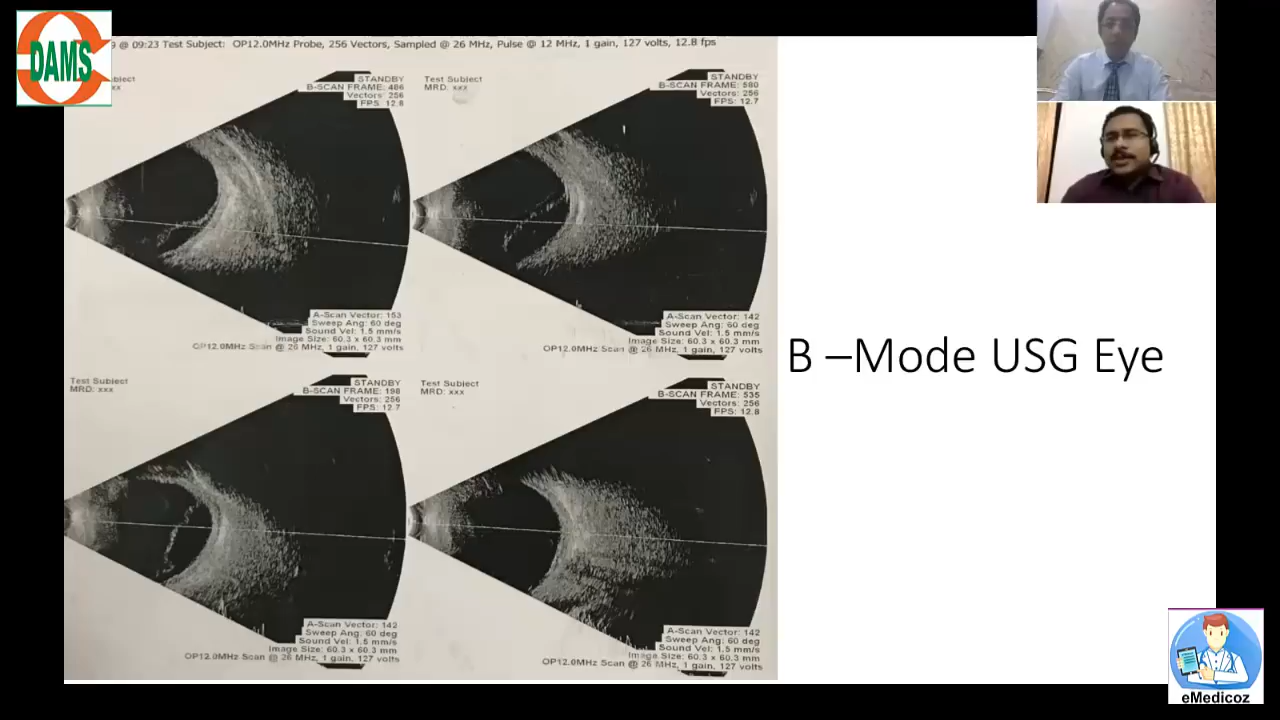 DAMS
9 @ 09:23 Test Subject: OP12.0MHz Probe, 256 Vectors, Sampled @ 26 MHz, Pulse @ 12 MHz, 1 gain, 127 volts, 12.8 fps
STANDBY
B-SCAN FRAME: 486
Vectors: 256
FPS: 12.8
A-Scan Vector: 153
Sweep Ang: 60 deg
Sound Vel: 1.5 mm/s
Image Size: 60.3 x 60.3 mm
OP12.0MHz Scan @ 26 MHz, 1 gain, 127 volts
Test Subject
MRD: xxx
STANDBY
B-SCAN FRAME: 580
Vectors: 256
FPS: 12.7
A-Scan Vector: 142
Sweep Ang: 60 deg
Sound Vel: 1.5 mm/s
Image Size: 60.3 x 60.3 mm
OP12.0MHz Scan @ 26 MHz, 1 gain, 127 volts
Test Subject
MRD: xxx
STANDBY
B-SCAN FRAME: 198
Vectors: 256
FPS: 12.7
A-Scan Vector: 142
Sweep Ang: 60 deg
Sound Vel: 1.5 mm/s
Image Size: 60.3 x 60.3 mm
OP12.0MHz Scan @ 26 MHz, 1 gain, 127 volts
Test Subject
MRD: xxx
STANDBY
B-SCAN FRAME: 535
Vectors: 256
FPS: 12.8
A-Scan Vector: 142
Sweep Ang: 60 deg
Sound Vel: 1.5 mm/s
Image Size: 60.3 x 60.3 mm
OP12.0MHz Scan @ 26 MHz, 1 gain, 127 volts
B –Mode USG Eye
eMedicoz